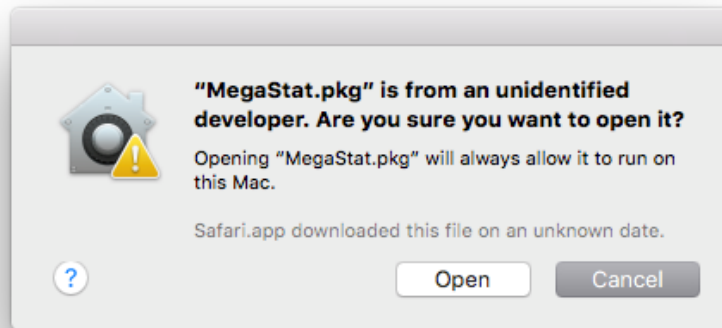 “MegaStat.pkg” is from an unidentified
developer. Are you sure you want to open it?
Opening “MegaStat.pkg” will always allow it to run on
this Mac.
Safari.app downloaded this file on an unknown date.
?
Open
Cancel